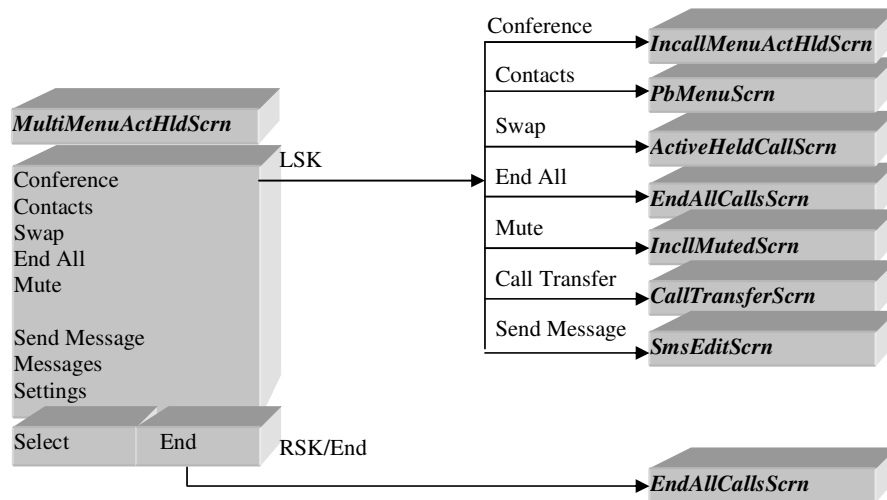 MultiMenuActHldScrn
Conference
Contacts
Swap
End All
Mute
Send Message
Messages
Settings
Select
End
LSK
RSK/End
Conference
IncallMenuActHldScrn
Contacts
PbMenuScrn
Swap
ActiveHeldCallScrn
End All
EndAllCallsScrn
Mute
IncllMutedScrn
Call Transfer
CallTransferScrn
Send Message
SmsEditScrn
EndAllCallsScrn